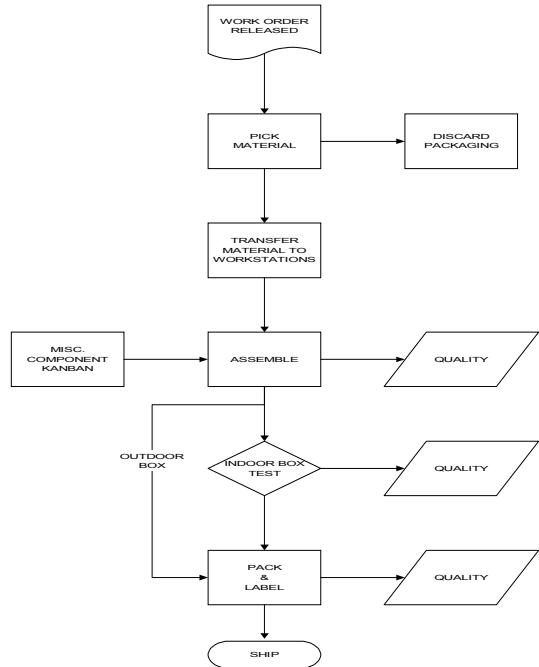 WORK ORDER
RELEASED
PICK
MATERIAL
DISCARD
PACKAGING
TRANSFER
MATERIAL TO
WORKSTATIONS
MISC.
COMPONENT
KANBAN
ASSEMBLE
QUALITY
OUTDOOR
BOX
INDOOR BOX
TEST
QUALITY
PACK
&
LABEL
QUALITY
SHIP